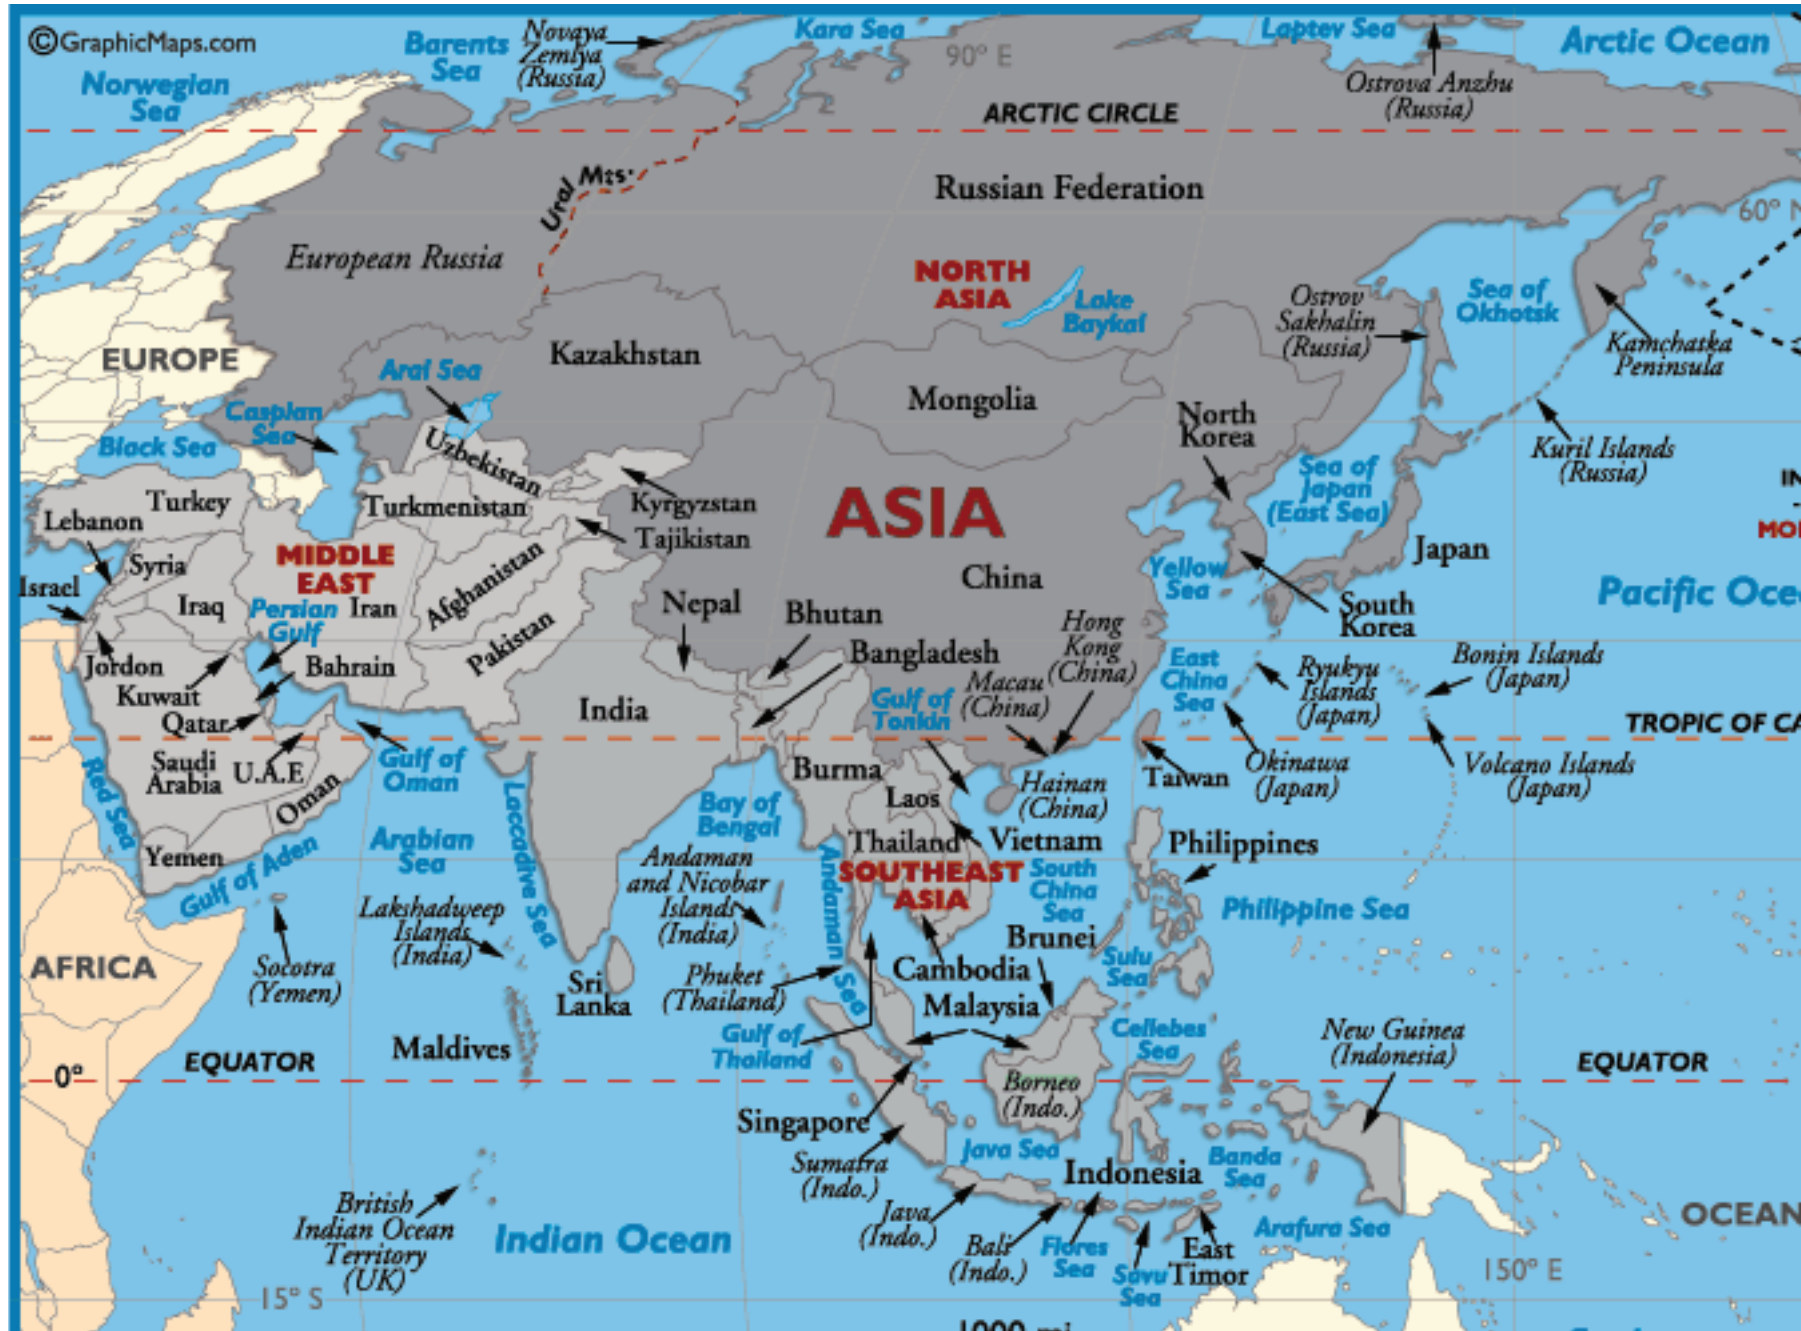 ©GraphicMaps.com
Norwegian
Sea
Barents
Sea
Novaya
Zemlya
(Russia)
Kara Sea
90° E
Laptev Sea
Arctic Ocean
Ostrova Anzhu
(Russia)
ARCTIC CIRCLE
Ural Mts.
Russian Federation
60° N
European Russia
NORTH
ASIA
Lake
Baykal
Ostrov
Sakhalin
(Russia)
Sea of
Okhotsk
Kamchatka
Peninsula
EUROPE
Kazakhstan
Aral Sea
Mongolia
North
Korea
Caspian
Sea
Black Sea
Kuril Islands
(Russia)
Uzbekistan
Sea of
Japan
(East Sea)
Turkey
Lebanon
Turkmenistan
Kyrgyzstan
Tajikistan
ASIA
Japan
MIDDLE
EAST
Syria
Israel
Iraq
Persian
Gulf
Iran
Afghanistan
Pakistan
China
Yellow
Sea
South
Korea
Pacific Oce
Nepal
Bhutan
Bangladesh
Hong
Kong
(China)
Macau
(China)
Gulf of
Tonkin
East
China
Sea
Ryukyu
Islands
(Japan)
Bonin Islands
(Japan)
Jordon
Kuwait
Bahrain
Qatar
India
TROPIC OF CA
Saudi
Arabia
U.A.E
Oman
Gulf of
Oman
Red Sea
Burma
Laos
Hainan
(China)
Taiwan
Okinawa
(Japan)
Volcano Islands
(Japan)
Yemen
Gulf of Aden
Arabian
Sea
Laccadive Sea
Bay of
Bengal
Thailand
Vietnam
Philippines
SOUTHEAST
ASIA
South
China
Sea
Philippine Sea
Andaman
and Nicobar
Islands
(India)
Andaman Sea
Lakshadweep
Islands
(India)
AFRICA
Socotra
(Yemen)
Sri
Lanka
Phuket
(Thailand)
Cambodia
Brunei
Sulu
Sea
Malaysia
Gulf of
Thailand
Maldives
Cellebes
Sea
New Guinea
(Indonesia)
EQUATOR
EQUATOR
0°
Borneo
(Indo.)
Singapore
Sumatra
(Indo.)
Java Sea
Indonesia
Banda
Sea
British
Indian Ocean
Territory
(UK)
Indian Ocean
Java
(Indo.)
Bali
(Indo.)
Flores
Sea
Savu
Sea
East
Timor
Arafura Sea
OCEAN
15° S
150° E